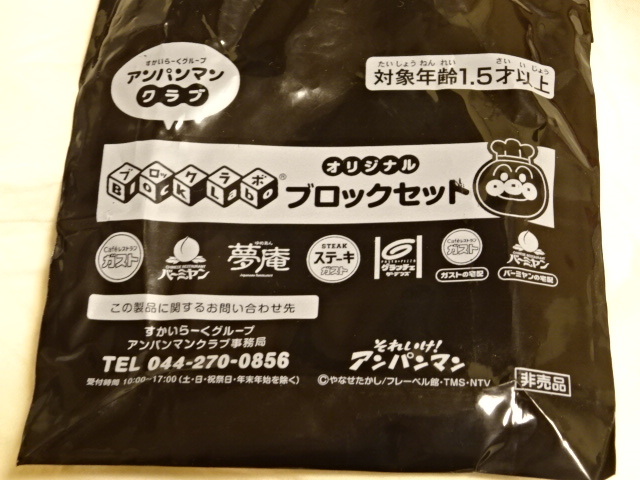 すかいらーくグループ
アンパンマン
クラブ
たいしょうねんれい さいいじょう
対象年齢1.5才以上
ブロックラボ
BLOCK LABO®
オリジナル
ブロックセット
Caféレストラン
ガスト
バーミヤン
ゆめあん
夢庵
STEAK
ステーキ
ガスト
グラッチェ
ガーデンズ
Caféレストラン
ガスト
ガストの宅配
バーミヤン
バーミヤンの宅配
この製品に関するお問い合わせ先
すかいらーくグループ
アンパンマンクラブ事務局
TEL 044-270-0856
受付時間 10:00~17:00(土・日・祝祭日・年末年始を除く)
それいけ!
アンパンマン
©やなせたかし/フレーベル館・TMS・NTV
非売品